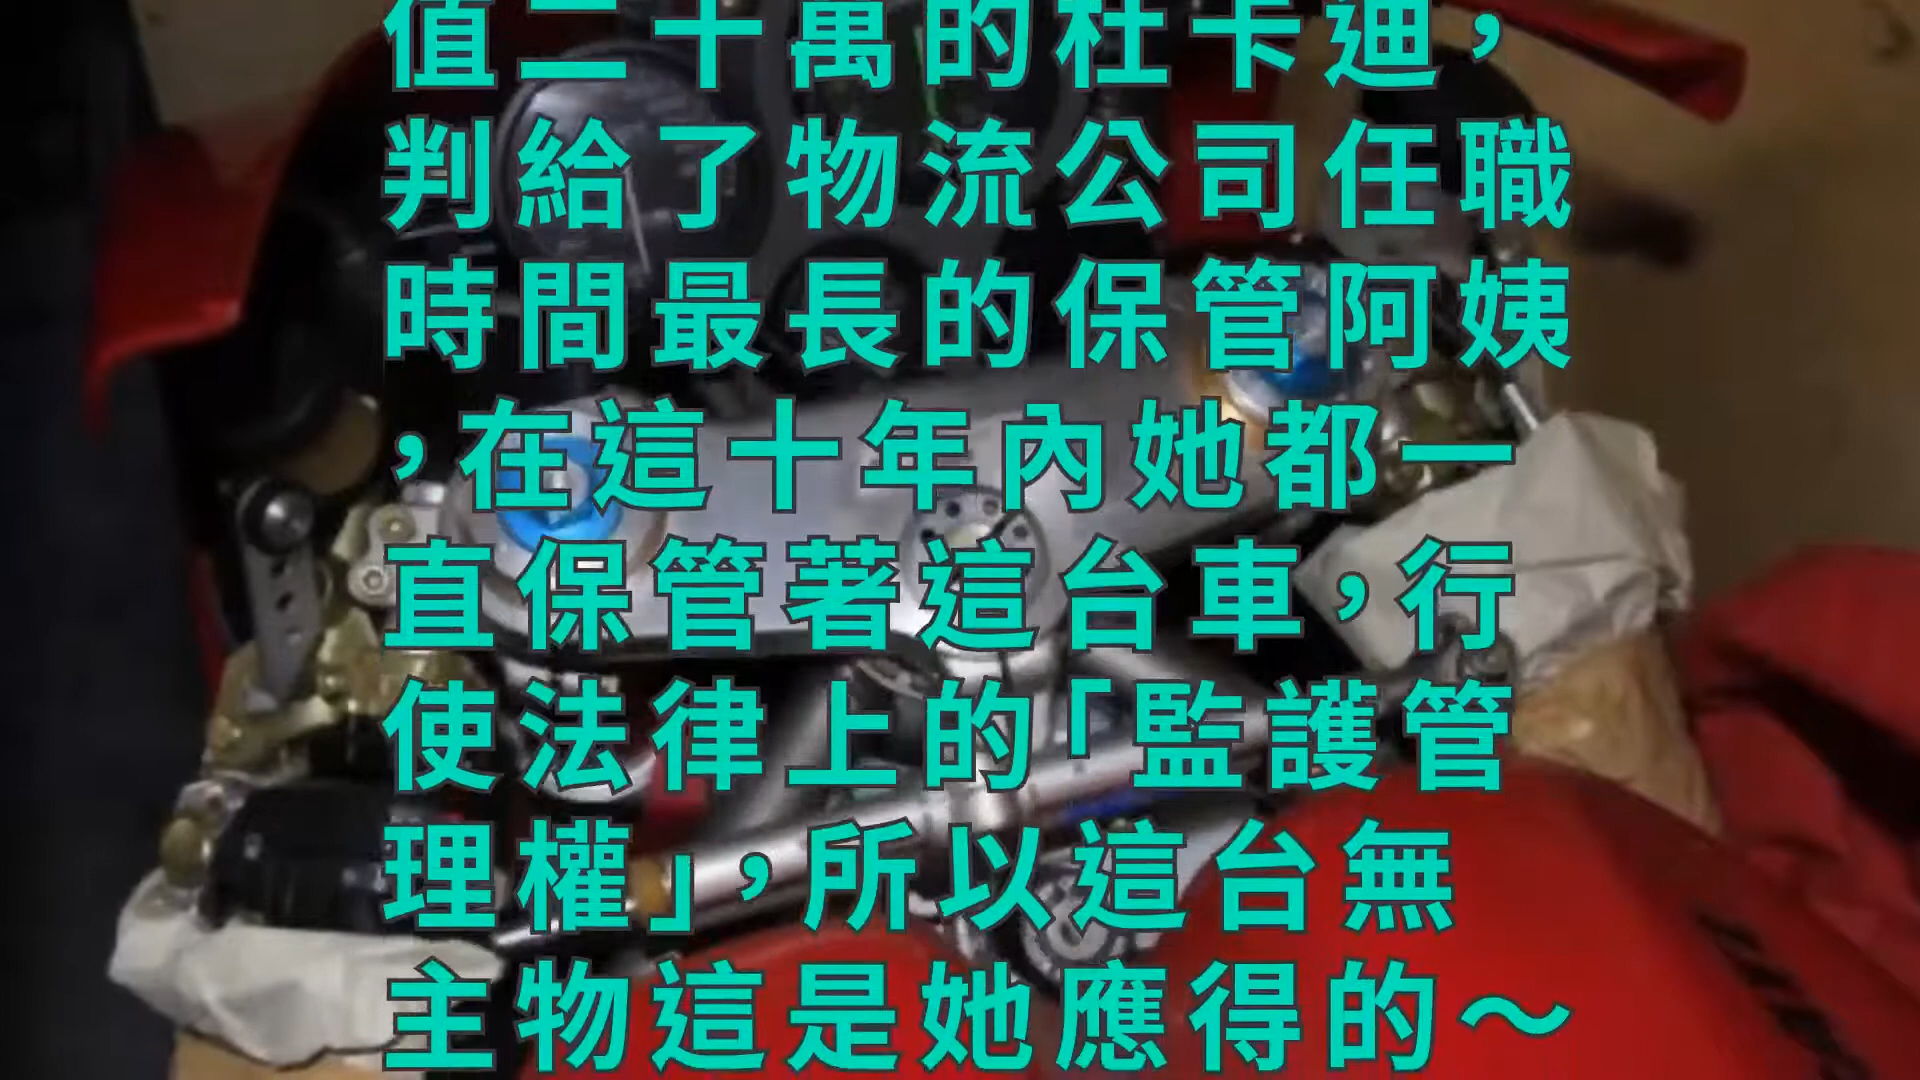 值二十萬的杜卡迪，
判給了物流公司任職
時間最長的保管阿姨
，在這十年內她都一
直保管著這台車，行
使法律上的「監護管
理權」，所以這台無
主物這是她應得的～